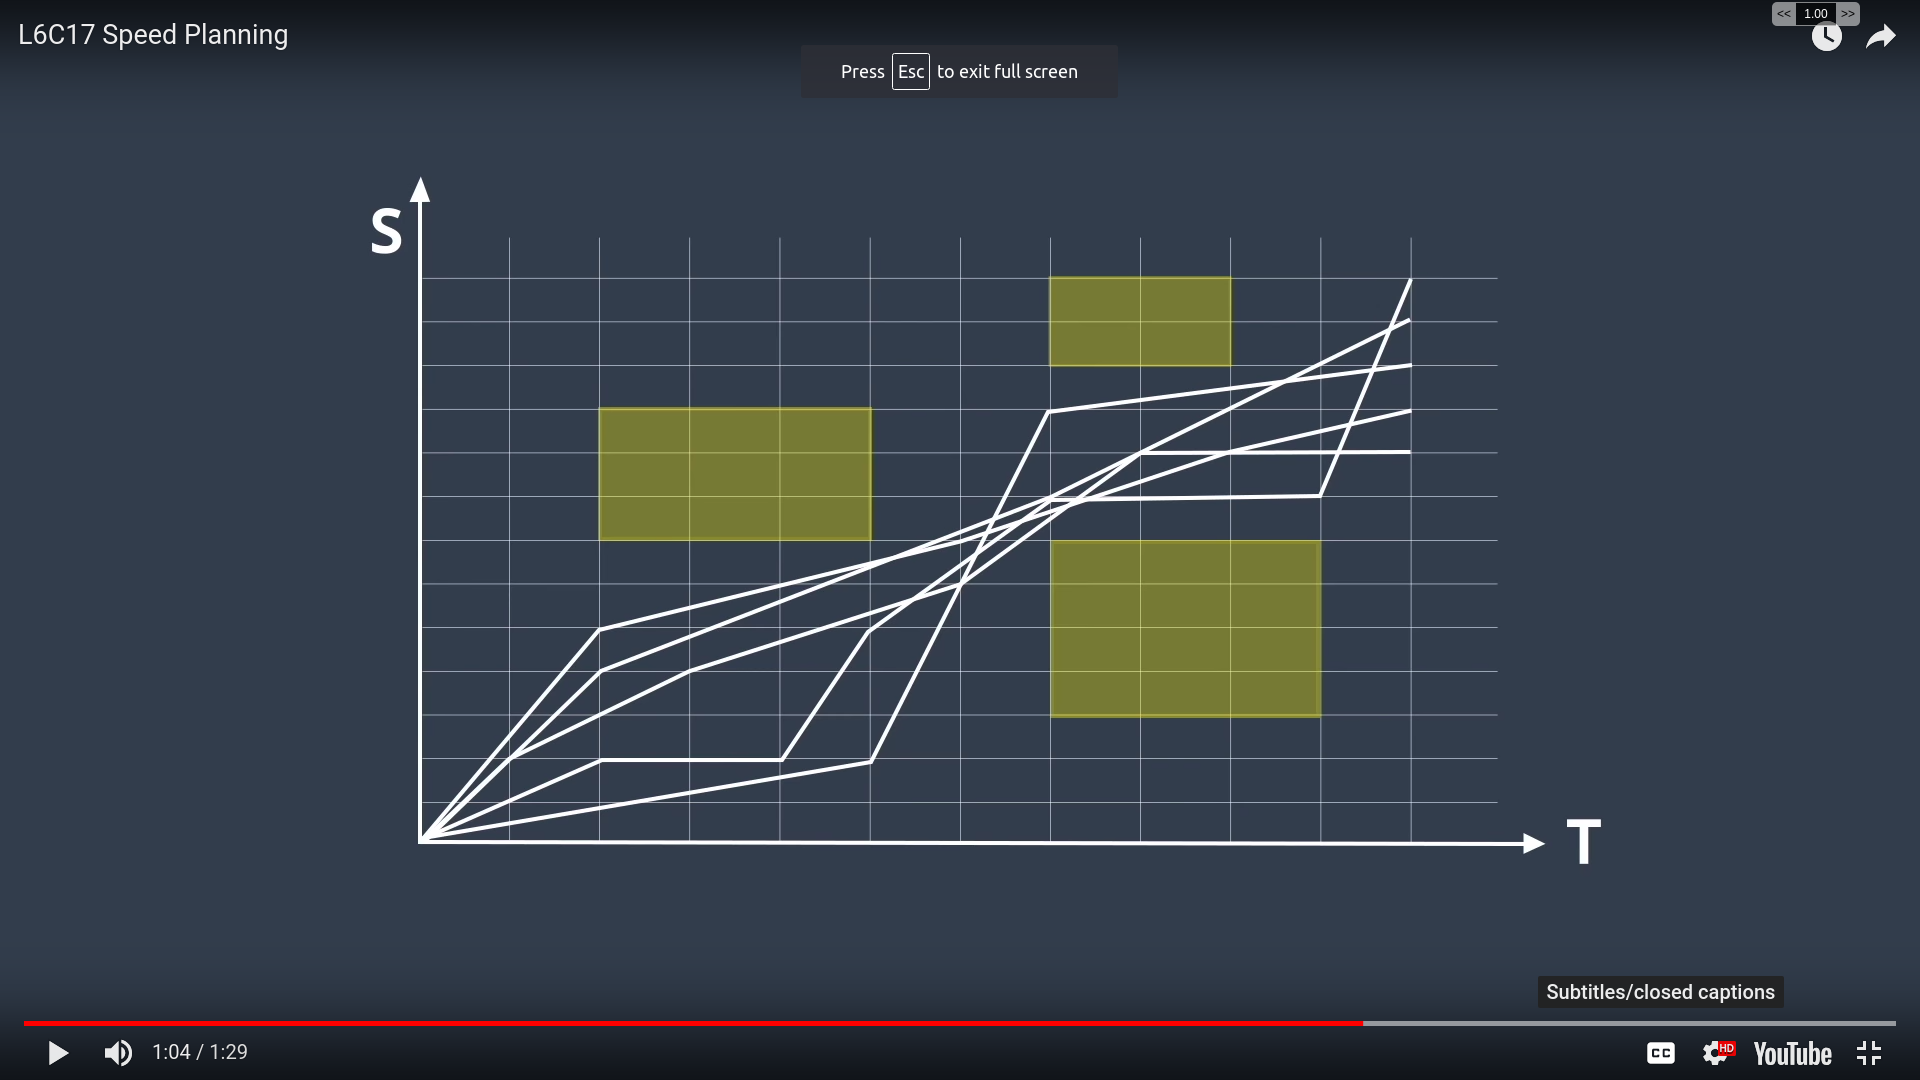 L6C17 Speed Planning
<< 1.00 >>
Press Esc to exit full screen
S
T
Subtitles/closed captions
1:04 / 1:29
CC
HD
YouTube